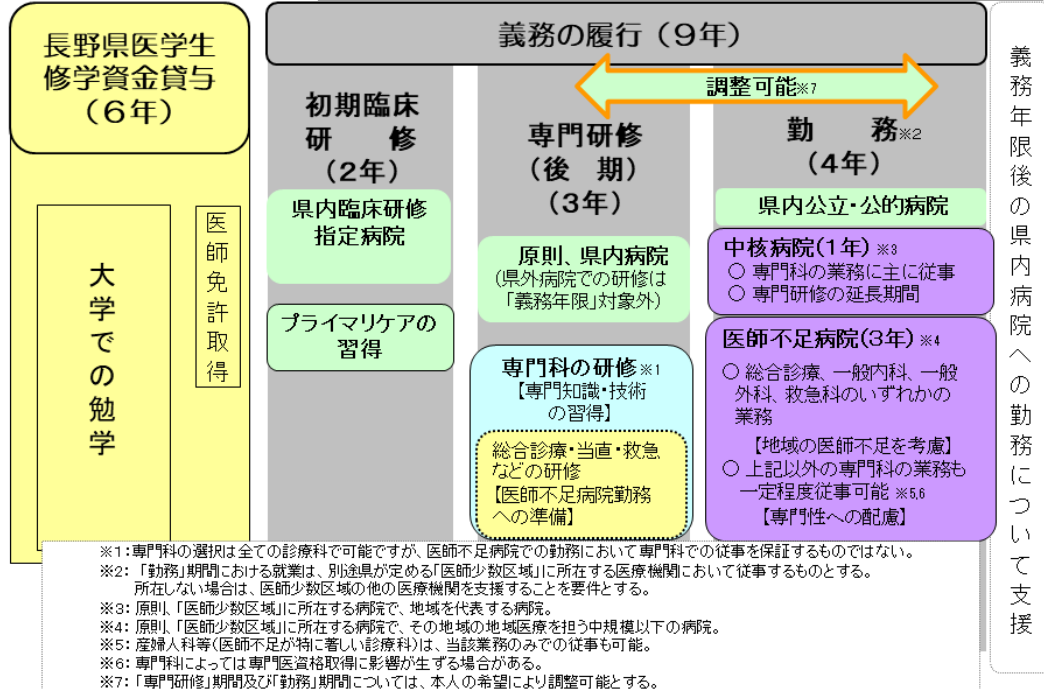 長野県医学生
修学資金貸与
（6年）
大学での勉学
医師免許取得
義務の履行（9年）
調整可能※7
初期臨床
研　修
（2年）
県内臨床研修
指定病院
プライマリケアの
習得
専門研修
（後　期）
（3年）
原則、県内病院
(県外病院での研修は
「義務年限」対象外)
専門科の研修※1
【専門知識・技術
の習得】
総合診療・当直・救急
などの研修
【医師不足病院勤務
への準備】
勤　務※2
（4年）
県内公立・公的病院
中核病院(1年)※3
○ 専門科の業務に主に従事
○ 専門研修の延長期間
医師不足病院(3年)※4
○ 総合診療、一般内科、一般
外科、救急科のいずれかの
業務
【地域の医師不足を考慮】
○ 上記以外の専門科の業務も
一定程度従事可能 ※5,6
【専門性への配慮】
義務年限後の県内病院への勤務について支援
※1：専門科の選択は全ての診療科で可能ですが、医師不足病院での勤務において専門科での従事を保証するものではない。
※2：「勤務」期間における就業は、別途県が定める「医師少数区域」に所在する医療機関において従事するものとする。
所在しない場合は、医師少数区域の他の医療機関を支援することを要件とする。
※3：原則、「医師少数区域」に所在する病院で、地域を代表する病院。
※4：原則、「医師少数区域」に所在する病院で、その地域の地域医療を担う中規模以下の病院。
※5：産婦人科等(医師不足が特に著しい診療科)は、当該業務のみでの従事も可能。
※6：専門科によっては専門医資格取得に影響が生ずる場合がある。
※7：「専門研修」期間及び「勤務」期間については、本人の希望により調整可能とする。